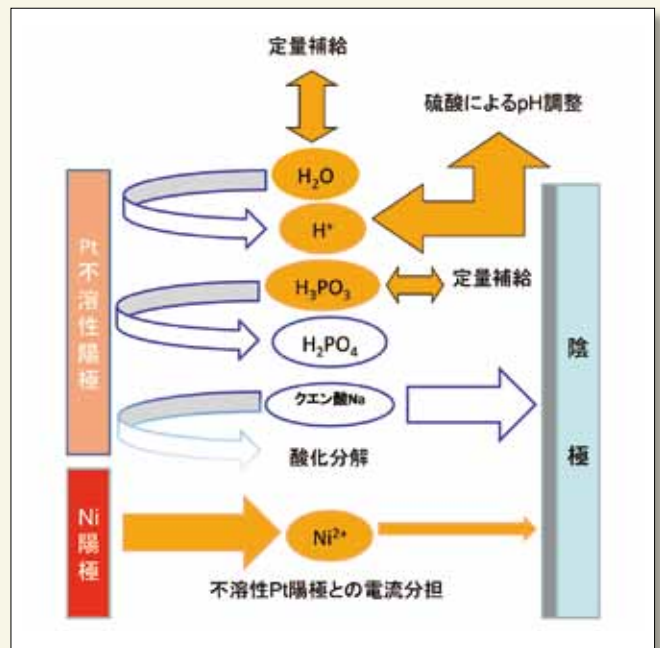 定量補給
硫酸によるpH調整
H₂O
H⁺
Pt不溶性陽極
H₃PO₃
定量補給
H₂PO₄
陰極
クエン酸Na
酸化分解
Ni陽極
Ni²⁺
不溶性Pt陽極との電流分担